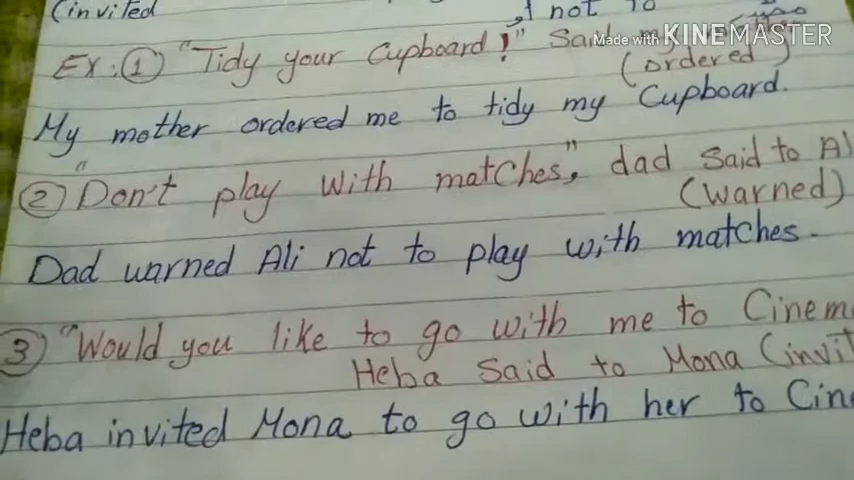 (invited not to
Ex: ① "Tidy your Cupboard!" Said my
Made with KINEMASTER
(ordered)
My mother ordered me to tidy my Cupboard.
② "Don't play with matches", dad Said to Al
(warned)
Dad warned Ali not to play with matches.
③ "Would you like to go with me to Cinem
Heba Said to Mona (invit
Heba invited Mona to go with her to Cine